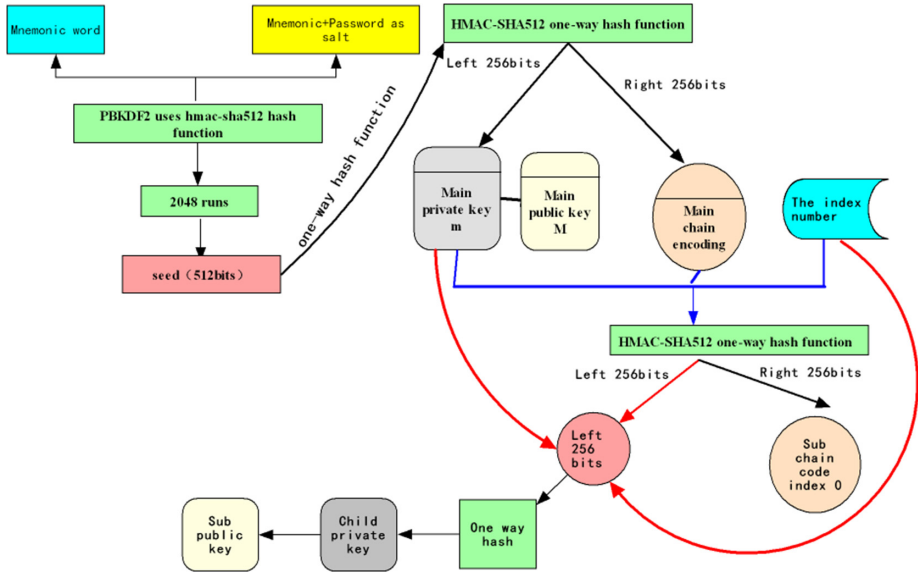 Mnemonic word
Mnemonic+Password as
salt
PBKDF2 uses hmac-sha512 hash
function
2048 runs
seed（512bits）
one-way hash function
HMAC-SHA512 one-way hash function
Left 256bits
Right 256bits
Main
private key
m
Main
public key
M
Main
chain
encoding
The index
number
HMAC-SHA512 one-way hash function
Left 256bits
Right 256bits
Left
256
bits
Sub
chain
code
index 0
One way
hash
Child
private
key
Sub
public
key